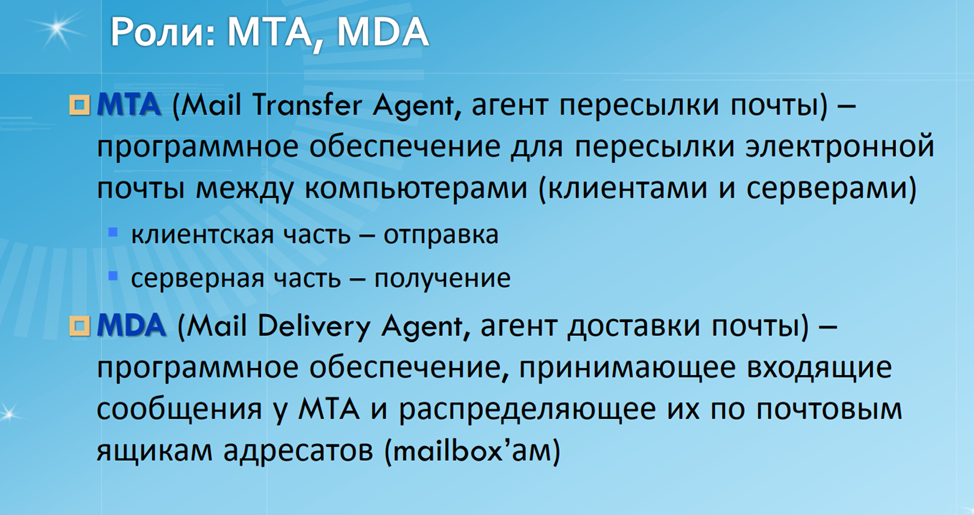 Роли: MTA, MDA
MTA (Mail Transfer Agent, агент пересылки почты) –
программное обеспечение для пересылки электронной
почты между компьютерами (клиентами и серверами)
клиентская часть – отправка
серверная часть – получение
MDA (Mail Delivery Agent, агент доставки почты) –
программное обеспечение, принимающее входящие
сообщения у MTA и распределяющее их по почтовым
ящикам адресатов (mailbox’ам)